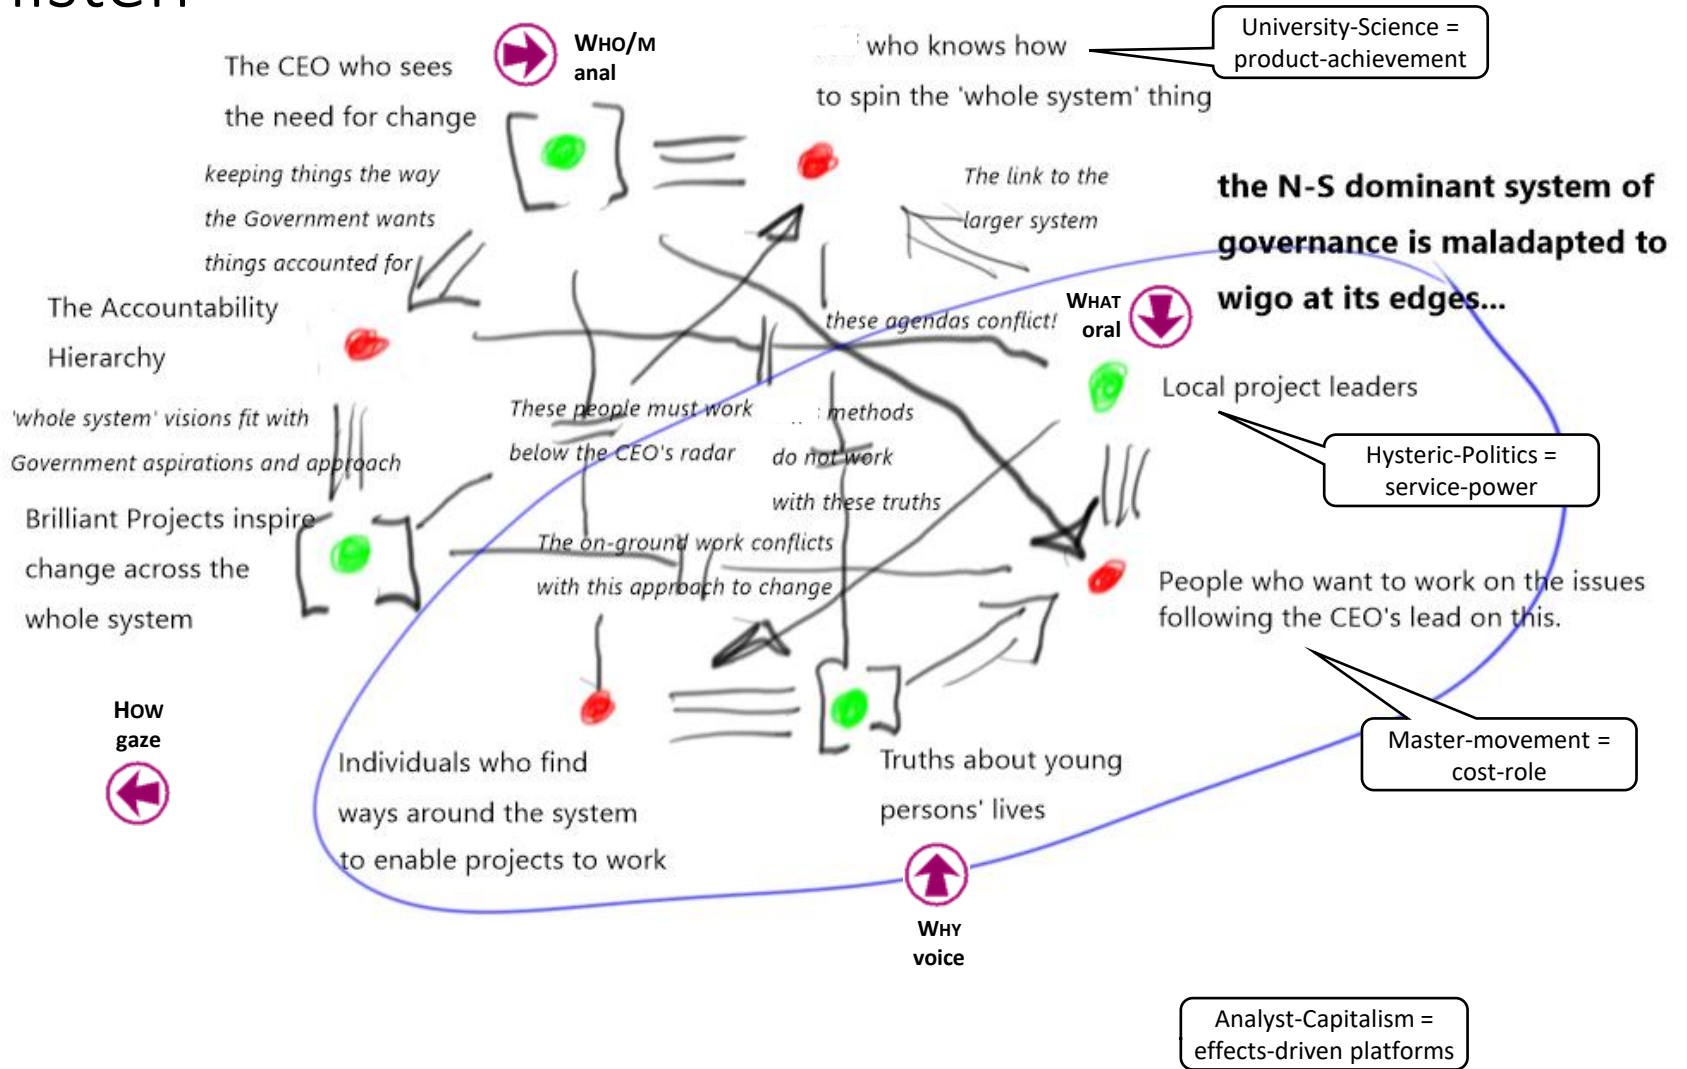 WHO/M
anal
The CEO who sees
the need for change
who knows how
to spin the 'whole system' thing
University-Science =
product-achievement
keeping things the way
the Government wants
things accounted for
The link to the
larger system
the N-S dominant system of
governance is maladapted to
wigo at its edges...
The Accountability
Hierarchy
WHAT
oral
these agendas conflict!
Local project leaders
'whole system' visions fit with
Government aspirations and approach
These people must work
below the CEO's radar
methods
do not work
with these truths
Hysteric-Politics =
service-power
Brilliant Projects inspire
change across the
whole system
The on-ground work conflicts
with this approach to change
People who want to work on the issues
following the CEO's lead on this.
HOW
gaze
Individuals who find
ways around the system
to enable projects to work
Truths about young
persons' lives
Master-movement =
cost-role
WHY
voice
Analyst-Capitalism =
effects-driven platforms